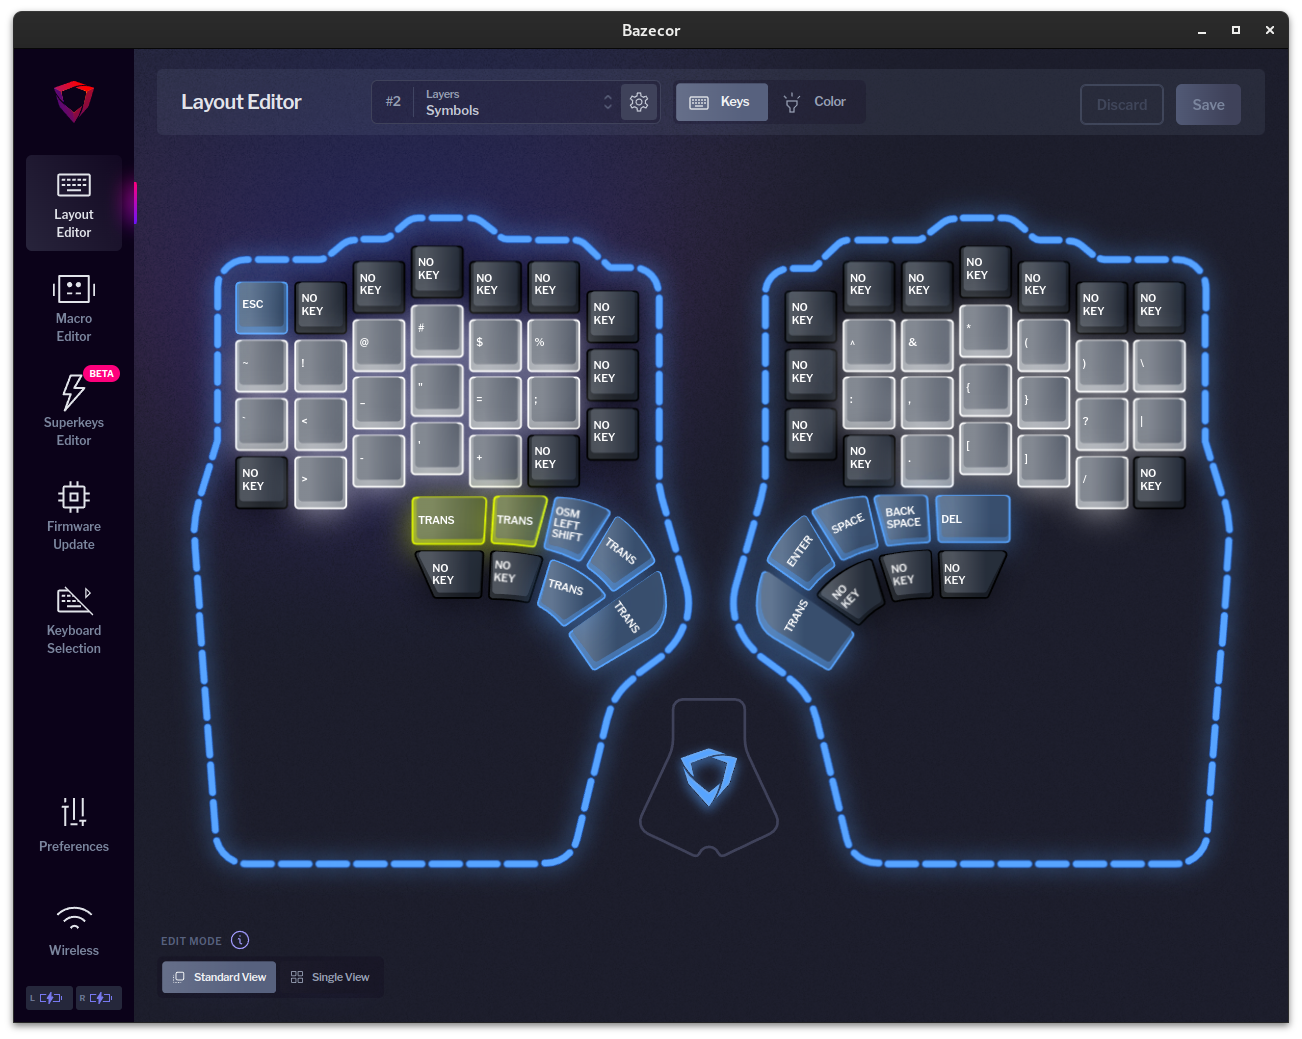 Bazecor
Layout Editor
#2
Layers
Symbols
Keys
Color
Discard
Save
Layout
Editor
Macro
Editor
BETA
Superkeys
Editor
Firmware
Update
Keyboard
Selection
Preferences
Wireless
L
R
ESC
NO
KEY
NO
KEY
NO
KEY
NO
KEY
NO
KEY
NO
KEY
~
!
@
#
$
%
NO
KEY
`
<
_
"
=
;
NO
KEY
NO
KEY
>
-
'
+
NO
KEY
TRANS
TRANS
OSM
LEFT
SHIFT
TRANS
NO
KEY
NO
KEY
TRANS
TRANS
NO
KEY
NO
KEY
NO
KEY
NO
KEY
NO
KEY
NO
KEY
NO
KEY
NO
KEY
^
&
*
(
)
\
NO
KEY
:
,
{
}
?
|
NO
KEY
.
[
]
/
NO
KEY
ENTER
SPACE
BACK
SPACE
DEL
TRANS
NO
KEY
NO
KEY
NO
KEY
EDIT MODE
i
Standard View
Single View